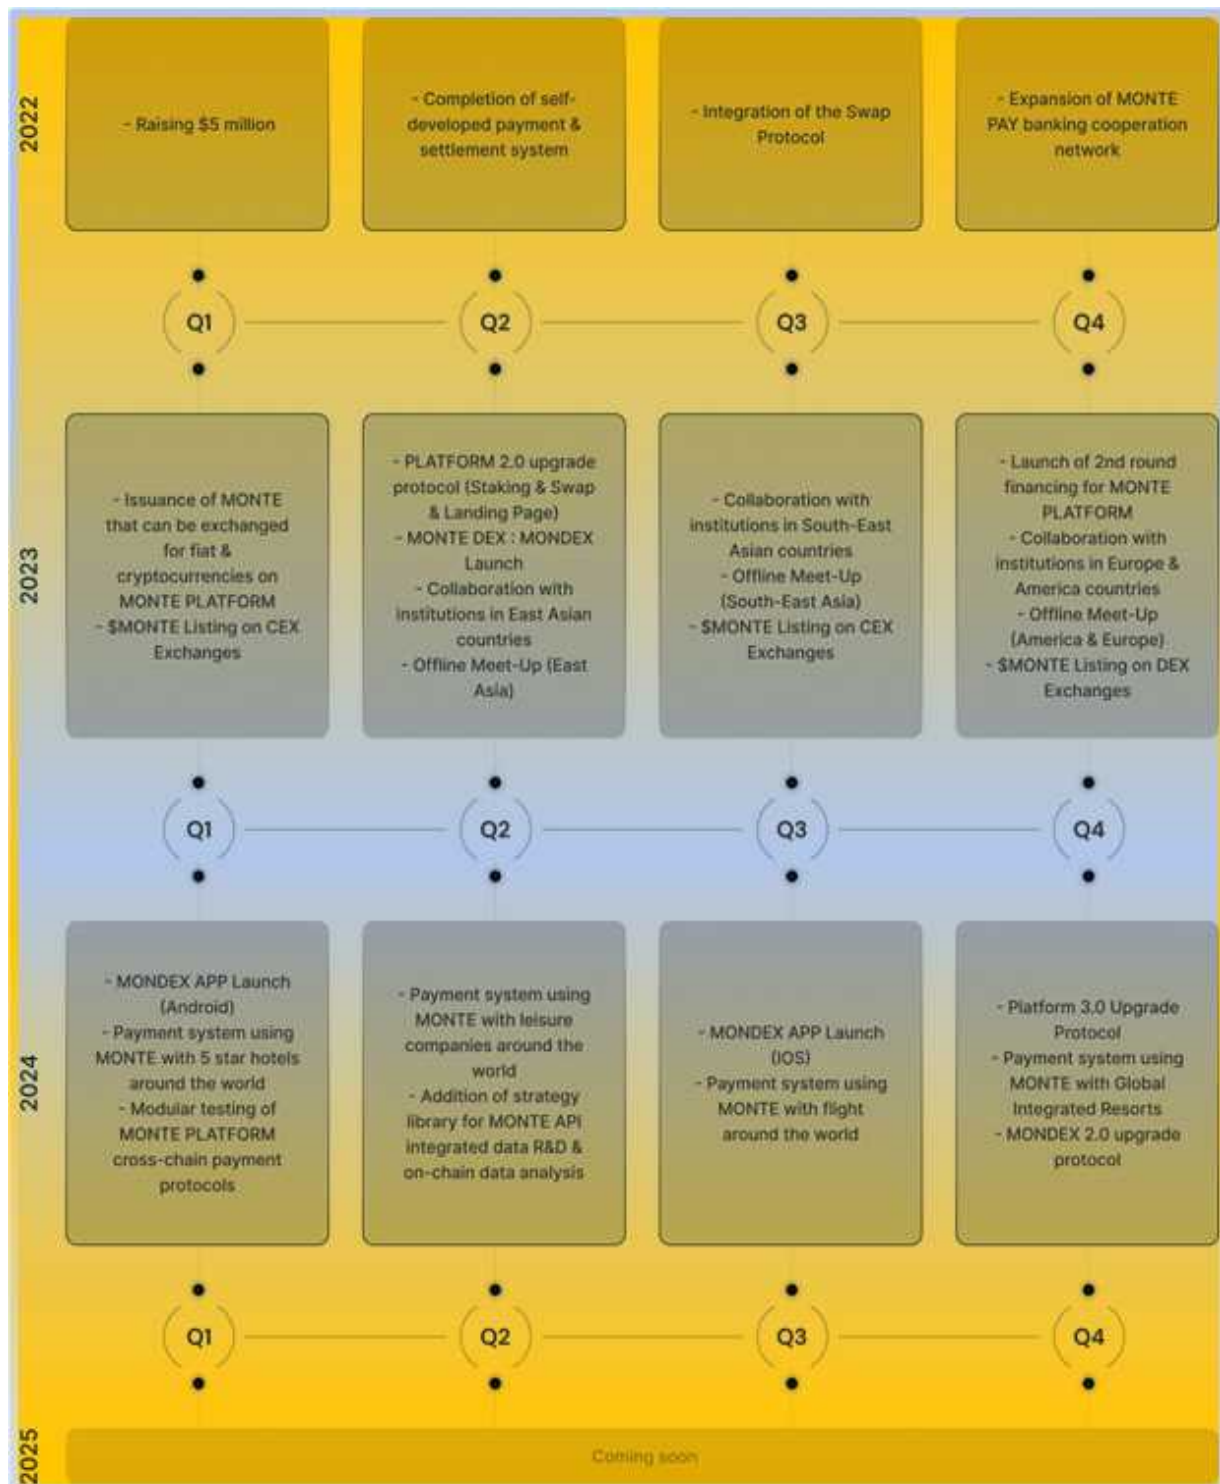 2022
- Raising $5 million
- Completion of self-
developed payment &
settlement system
- Integration of the Swap
Protocol
- Expansion of MONTE
PAY banking cooperation
network
Q1
Q2
Q3
Q4
2023
- Issuance of MONTE
that can be exchanged
for fiat &
cryptocurrencies on
MONTE PLATFORM
- $MONTE Listing on CEX
Exchanges
- PLATFORM 2.0 upgrade
protocol (Staking & Swap
& Landing Page)
- MONTE DEX : MONDEX
Launch
- Collaboration with
institutions in East Asian
countries
- Offline Meet-Up (East
Asia)
- Collaboration with
institutions in South-East
Asian countries
- Offline Meet-Up
(South-East Asia)
- $MONTE Listing on CEX
Exchanges
- Launch of 2nd round
financing for MONTE
PLATFORM
- Collaboration with
institutions in Europe &
America countries
- Offline Meet-Up
(America & Europe)
- $MONTE Listing on DEX
Exchanges
Q1
Q2
Q3
Q4
2024
- MONDEX APP Launch
(Android)
- Payment system using
MONTE with 5 star hotels
around the world
- Modular testing of
MONTE PLATFORM
cross-chain payment
protocols
- Payment system using
MONTE with leisure
companies around the
world
- Addition of strategy
library for MONTE API
integrated data R&D &
on-chain data analysis
- MONDEX APP Launch
(IOS)
- Payment system using
MONTE with flight
around the world
- Platform 3.0 Upgrade
Protocol
- Payment system using
MONTE with Global
Integrated Resorts
- MONDEX 2.0 upgrade
protocol
Q1
Q2
Q3
Q4
2025
Coming soon